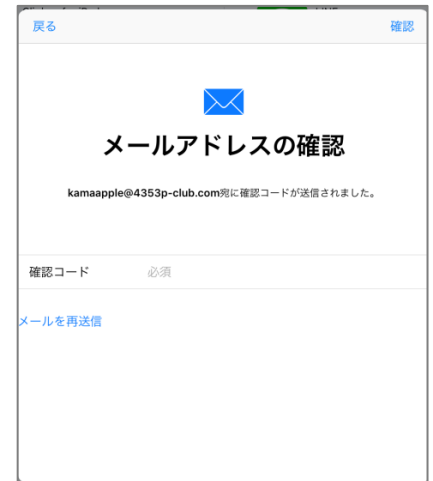 戻る
確認
メールアドレスの確認
kamaapple@4353p-club.com宛に確認コードが送信されました。
確認コード
必須
メールを再送信